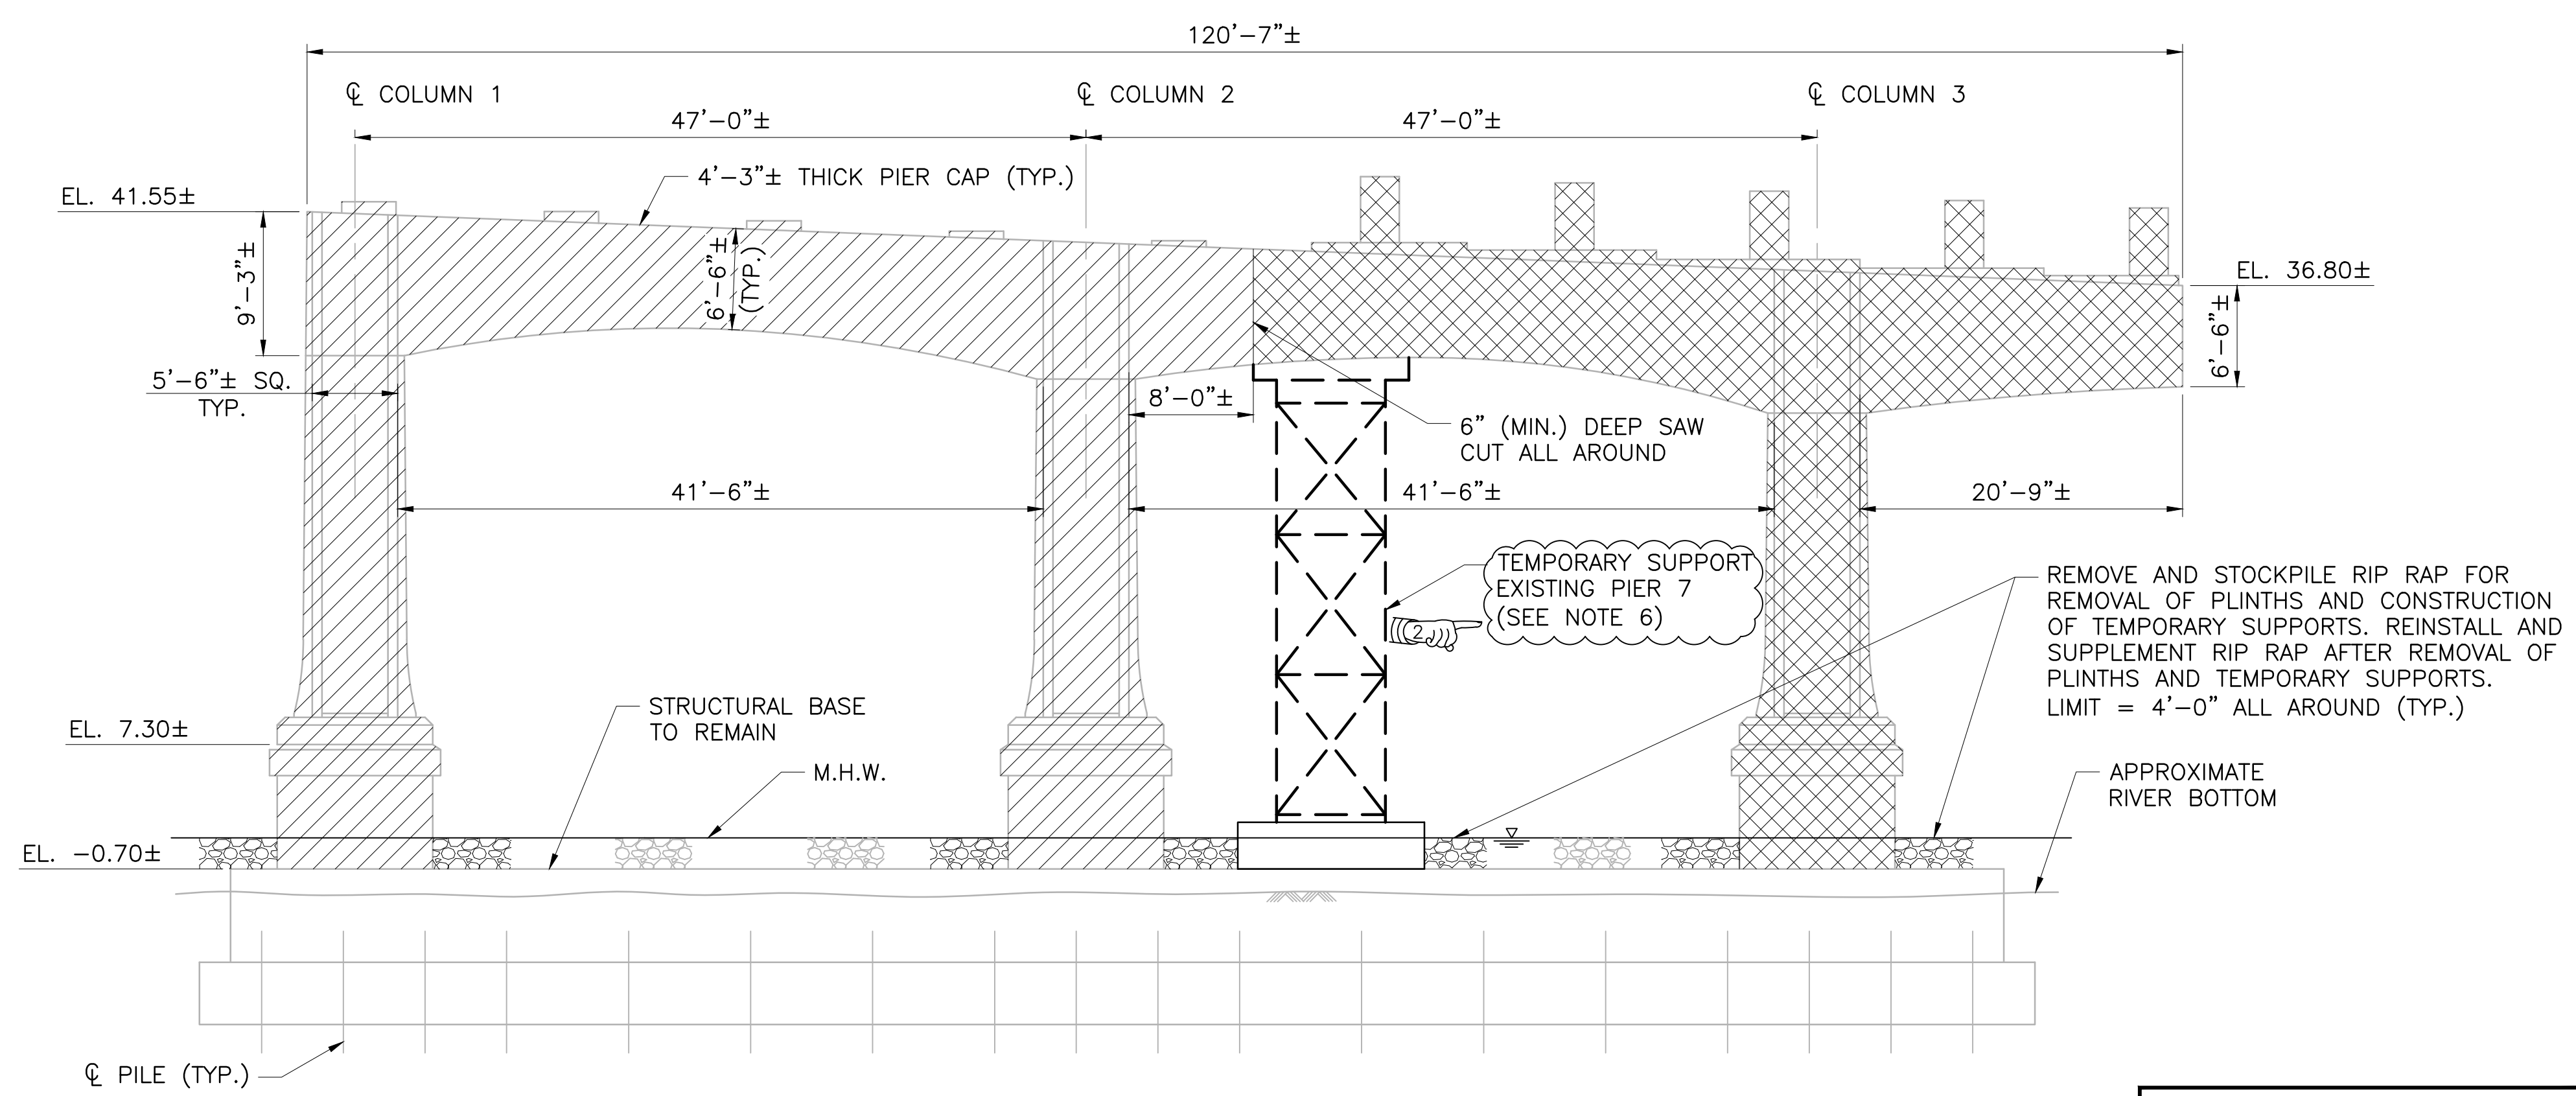 120'-7"±
℄ COLUMN 1
℄ COLUMN 2
℄ COLUMN 3
47'-0"±
47'-0"±
4'-3"± THICK PIER CAP (TYP.)
EL. 41.55±
9'-3"±
6'-6"±
(TYP.)
EL. 36.80±
6'-6"±
5'-6"± SQ.
TYP.
8'-0"±
6" (MIN.) DEEP SAW
CUT ALL AROUND
41'-6"±
41'-6"±
20'-9"±
TEMPORARY SUPPORT
EXISTING PIER 7
(SEE NOTE 6)
2
REMOVE AND STOCKPILE RIP RAP FOR
REMOVAL OF PLINTHS AND CONSTRUCTION
OF TEMPORARY SUPPORTS. REINSTALL AND
SUPPLEMENT RIP RAP AFTER REMOVAL OF
PLINTHS AND TEMPORARY SUPPORTS.
LIMIT = 4'-0" ALL AROUND (TYP.)
STRUCTURAL BASE
TO REMAIN
EL. 7.30±
M.H.W.
APPROXIMATE
RIVER BOTTOM
EL. -0.70±
℄ PILE (TYP.)